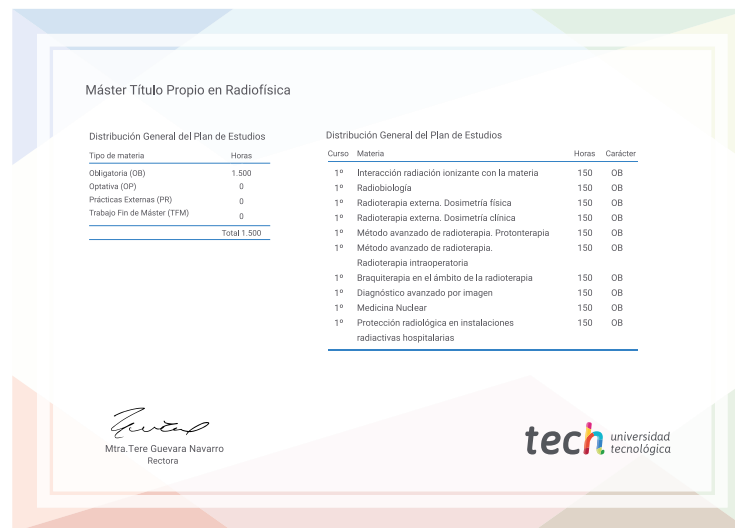 Máster Título Propio en Radiofísica
Distribución General del Plan de Estudios
Tipo de materia Horas
Obligatoria (OB) 1.500
Optativa (OP) 0
Prácticas Externas (PR) 0
Trabajo Fin de Máster (TFM) 0
Total 1.500
Distribución General del Plan de Estudios
Curso Materia Horas Carácter
1º Interacción radiación ionizante con la materia 150 OB
1º Radiobiología 150 OB
1º Radioterapia externa. Dosimetría física 150 OB
1º Radioterapia externa. Dosimetría clínica 150 OB
1º Método avanzado de radioterapia. Protonterapia 150 OB
1º Método avanzado de radioterapia. 150 OB
Radioterapia intraoperatoria
1º Braquiterapia en el ámbito de la radioterapia 150 OB
1º Diagnóstico avanzado por imagen 150 OB
1º Medicina Nuclear 150 OB
1º Protección radiológica en instalaciones 150 OB
radiactivas hospitalarias
Mtra.Tere Guevara Navarro
Rectora
tech universidad
tecnológica